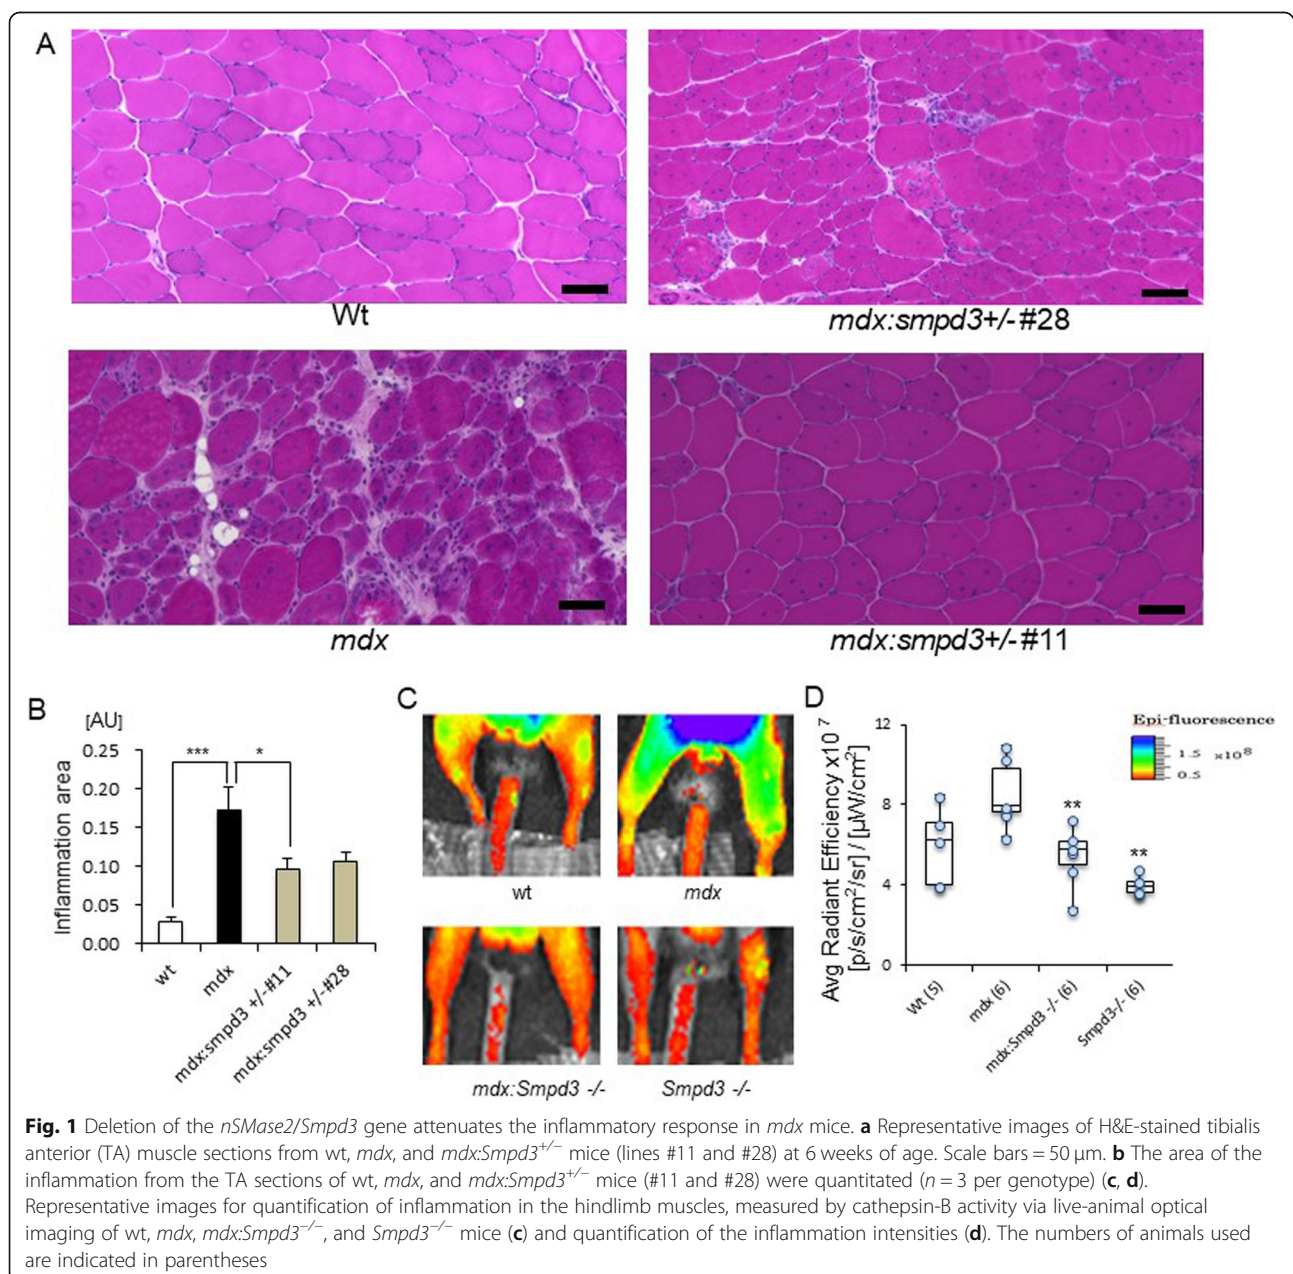 A
Wt
mdx:smpd3+/-#28
mdx
mdx:smpd3+/-#11
B
[AU]
Inflammation area
0.25
0.20
0.15
0.10
0.05
0.00
***
*
wt
mdx
mdx:smpd3 +/-#11
mdx:smpd3 +/-#28
C
wt
mdx
mdx:Smpd3 -/-
Smpd3 -/-
D
Avg Radiant Efficiency x10 7
[p/s/cm²/sr] / [µW/cm²]
12
8
4
0
**
**
Wt (5)
mdx (6)
mdx:Smpd3 -/- (6)
Smpd3-/- (6)
Epi-fluorescence
1.5 x10⁸
0.5
Fig. 1 Deletion of the nSMase2/Smpd3 gene attenuates the inflammatory response in mdx mice. a Representative images of H&E-stained tibialis
anterior (TA) muscle sections from wt, mdx, and mdx:Smpd3+/− mice (lines #11 and #28) at 6 weeks of age. Scale bars = 50 µm. b The area of the
inflammation from the TA sections of wt, mdx, and mdx:Smpd3+/− mice (#11 and #28) were quantitated (n = 3 per genotype) (c, d).
Representative images for quantification of inflammation in the hindlimb muscles, measured by cathepsin-B activity via live-animal optical
imaging of wt, mdx, mdx:Smpd3−/−, and Smpd3−/− mice (c) and quantification of the inflammation intensities (d). The numbers of animals used
are indicated in parentheses